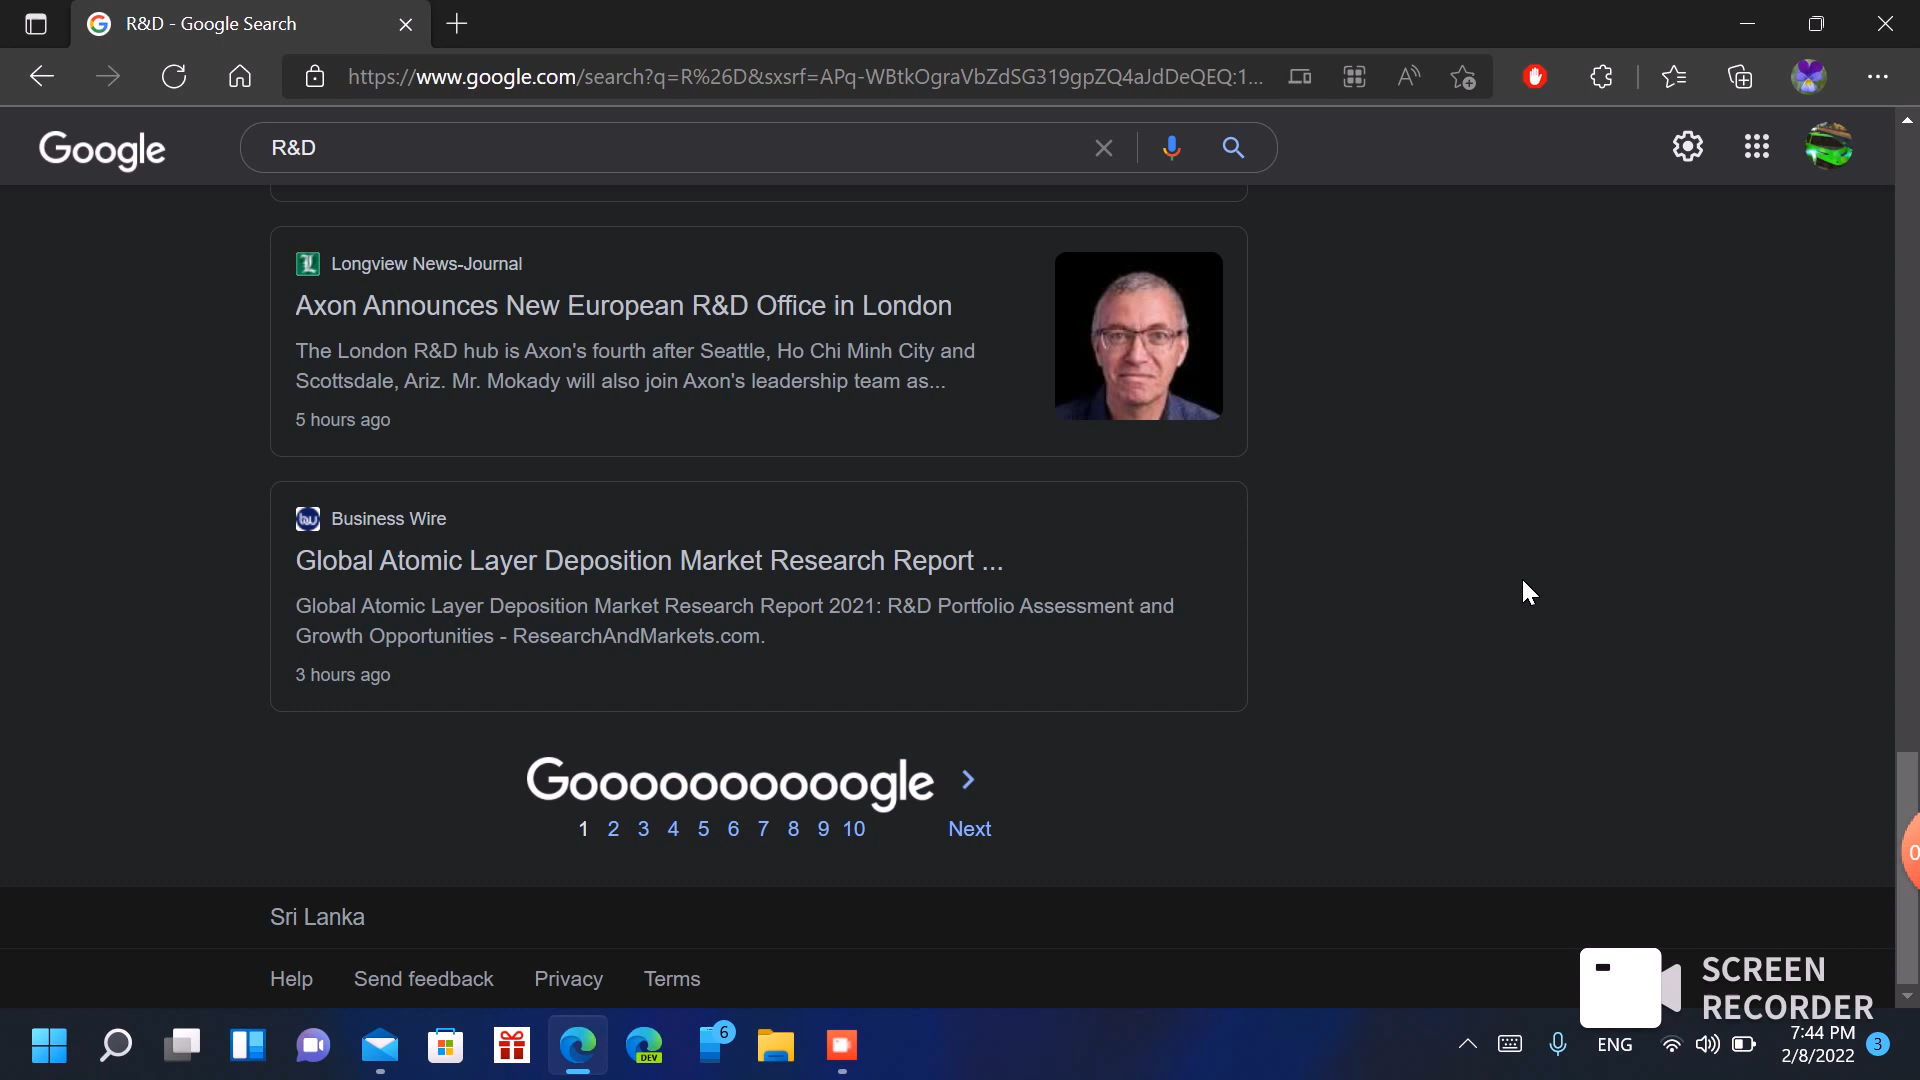 R&D - Google Search
https://www.google.com/search?q=R%26D&sxsrf=APq-WBtkOgraVbZdSG319gpZQ4aJdDeQEQ:1...
Google
R&D
Longview News-Journal
Axon Announces New European R&D Office in London
The London R&D hub is Axon's fourth after Seattle, Ho Chi Minh City and
Scottsdale, Ariz. Mr. Mokady will also join Axon's leadership team as...
5 hours ago
Business Wire
Global Atomic Layer Deposition Market Research Report ...
Global Atomic Layer Deposition Market Research Report 2021: R&D Portfolio Assessment and
Growth Opportunities - ResearchAndMarkets.com.
3 hours ago
Goooooooooogle >
1 2 3 4 5 6 7 8 9 10 Next
0
Sri Lanka
Help Send feedback Privacy Terms
SCREEN
RECORDER
DEV
6
ENG
7:44 PM
2/8/2022
3